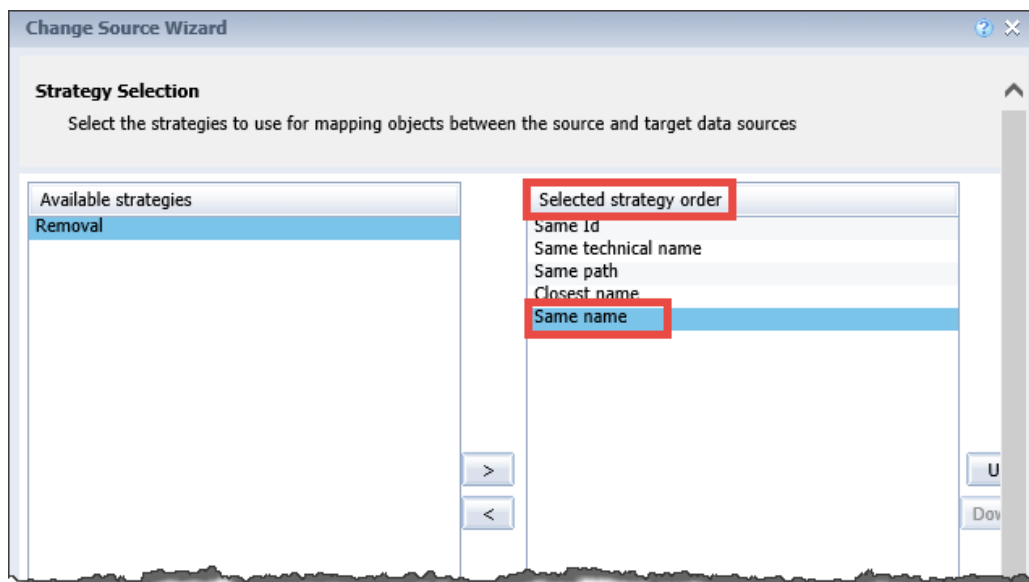 Change Source Wizard
Strategy Selection
Select the strategies to use for mapping objects between the source and target data sources
Available strategies
Removal
Selected strategy order
Same Id
Same technical name
Same path
Closest name
Same name
>
<
U
Dow